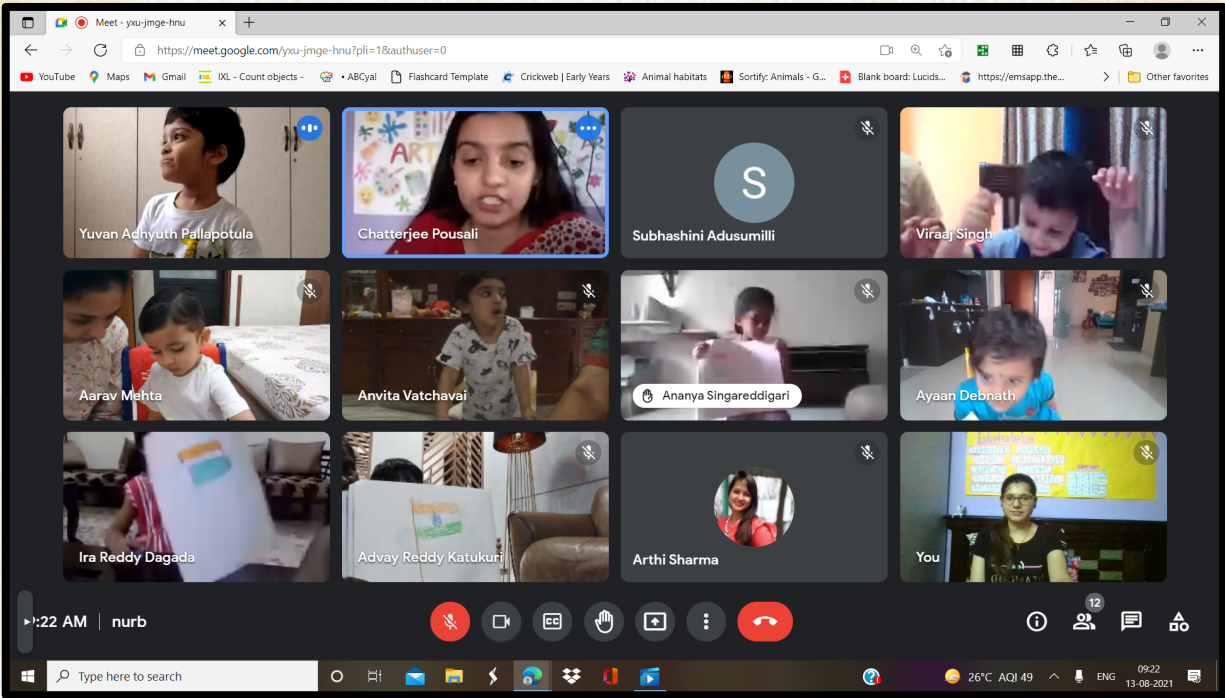 Meet - yxu-jmge-hnu
https://meet.google.com/yxu-jmge-hnu?pli=1&authuser=0
YouTube Maps Gmail IXL - Count objects - • ABCya! Flashcard Template Crickweb | Early Years Animal habitats Sortify: Animals - G... Blank board: Lucids... https://emsapp.the... Other favorites
ART
Yuvan Adhyuth Pallapotula
Chatterjee Pousali
S
Subhashini Adusumilli
Viraaj Singh
Aarav Mehta
Anvita Vatchavai
Ananya Singareddigari
Ayaan Debnath
Ira Reddy Dagada
Advay Reddy Katukuri
Arthi Sharma
You
:22 AM | nurb
12
Type here to search
26°C AQI 49
ENG
09:22
13-08-2021